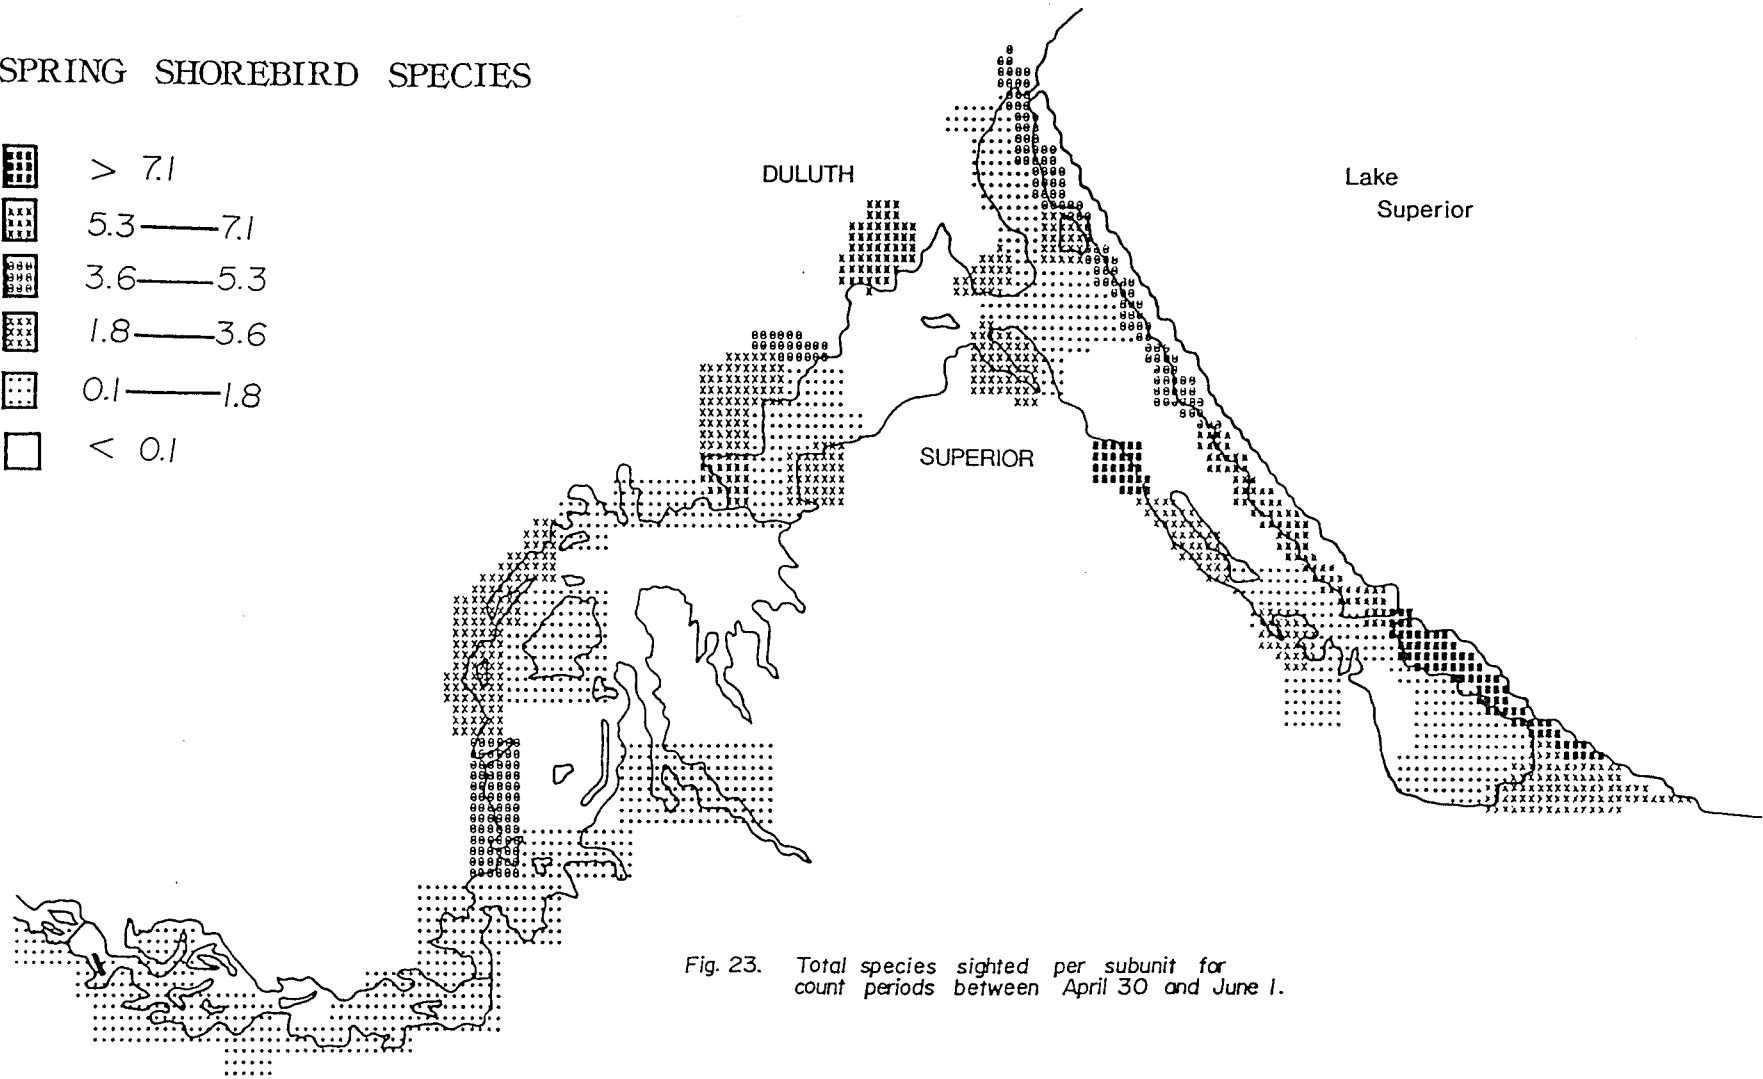 SPRING SHOREBIRD SPECIES
> 7.1
5.3——7.1
3.6——5.3
1.8——3.6
0.1——1.8
< 0.1
DULUTH
Lake
Superior
SUPERIOR
Fig. 23. Total species sighted per subunit for
count periods between April 30 and June 1.